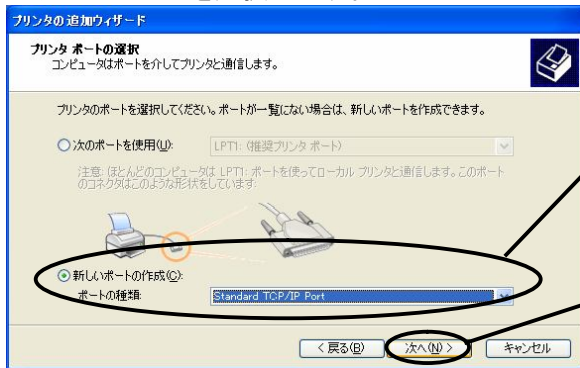 プリンタの追加ウィザード
プリンタ ポートの選択
コンピュータはポートを介してプリンタと通信します。
プリンタのポートを選択してください。ポートが一覧にない場合は、新しいポートを作成できます。
次のポートを使用(U):
LPT1: (推奨プリンタ ポート)
注意: ほとんどのコンピュータは LPT1: ポートを使ってローカル プリンタと通信します。このポート
のコネクタはこのような形状をしています:
新しいポートの作成(C):
ポートの種類:
Standard TCP/IP Port
< 戻る(B)
次へ(N) >
キャンセル